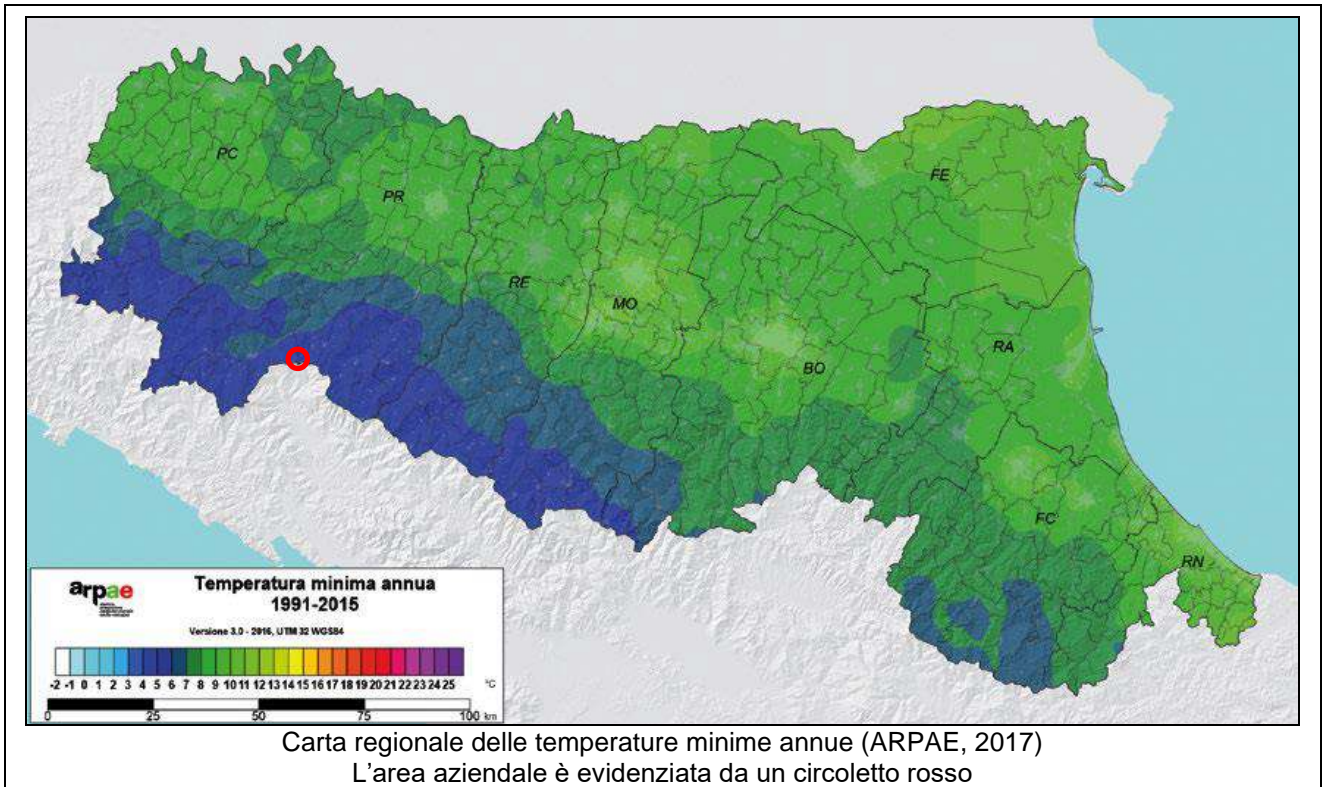 PC
PR
FE
RE
MO
RA
BO
FC
RN
arpae
Temperatura minima annua
1991-2015
Versione 3.0 - 2016, UTM 32 WGS84
-2 -1 0 1 2 3 4 5 6 7 8 9 10 11 12 13 14 15 16 17 18 19 20 21 22 23 24 25 °C
0 25 50 75 100 km
Carta regionale delle temperature minime annue (ARPAE, 2017)
L'area aziendale è evidenziata da un circoletto rosso